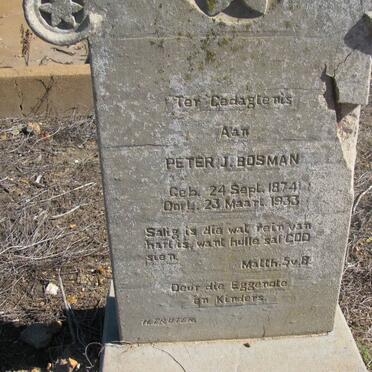 Ter Gedagtenis
Aan
PETER J. BOSMAN
Geb. 24 Sept. 1874
Oorl. 23 Maart 1933
Salig is die wat rein van
hart is, want hulle sal GOD
sien.
Matth. 5v.8
Deur die Eggenote
en Kinders.